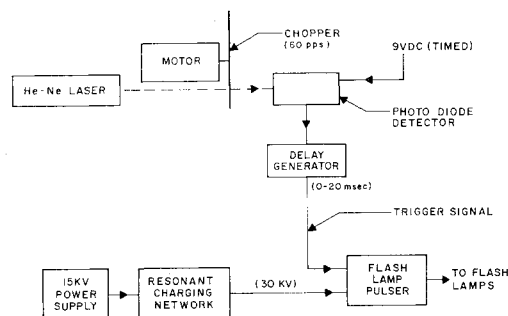 CHOPPER
(60 pps)
9VDC (TIMED)
MOTOR
He-Ne LASER
PHOTO DIODE
DETECTOR
DELAY
GENERATOR
(0-20 msec)
TRIGGER SIGNAL
15KV
POWER
SUPPLY
RESONANT
CHARGING
NETWORK
(30 KV)
FLASH
LAMP
PULSER
TO FLASH
LAMPS